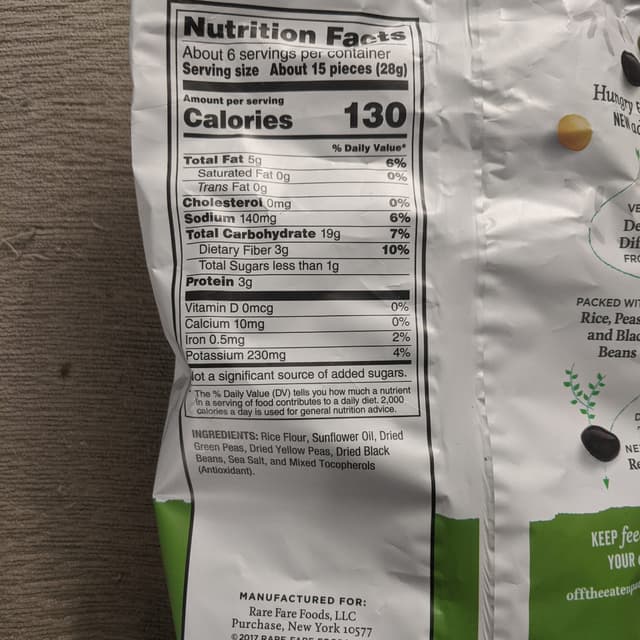 Nutrition Facts
About 6 servings per container
Serving size About 15 pieces (28g)
Amount per serving
Calories 130
% Daily Value*
Total Fat 5g 6%
Saturated Fat 0g 0%
Trans Fat 0g
Cholesterol 0mg 0%
Sodium 140mg 6%
Total Carbohydrate 19g 7%
Dietary Fiber 3g 10%
Total Sugars less than 1g
Protein 3g
Vitamin D 0mcg 0%
Calcium 10mg 0%
Iron 0.5mg 2%
Potassium 230mg 4%
Not a significant source of added sugars.
* The % Daily Value (DV) tells you how much a nutrient
in a serving of food contributes to a daily diet. 2,000
calories a day is used for general nutrition advice.
INGREDIENTS: Rice Flour, Sunflower Oil, Dried
Green Peas, Dried Yellow Peas, Dried Black
Beans, Sea Salt, and Mixed Tocopherols
(Antioxidant).
MANUFACTURED FOR:
Rare Fare Foods, LLC
Purchase, New York 10577
©2017 RARE FARE
Hungry
NEW
PACKED
Rice, Peas
and
Beans
KEEP
YOUR